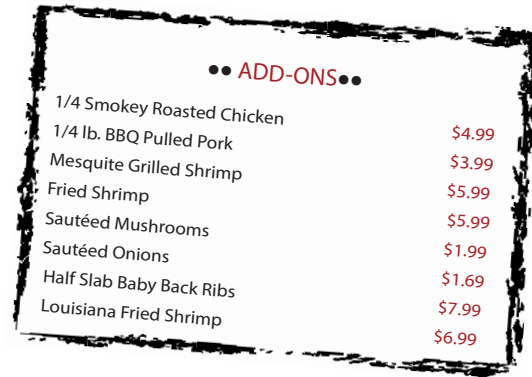 ●● ADD-ONS●●
1/4 Smokey Roasted Chicken $4.99
1/4 lb. BBQ Pulled Pork $3.99
Mesquite Grilled Shrimp $5.99
Fried Shrimp $5.99
Sautéed Mushrooms $1.99
Sautéed Onions $1.69
Half Slab Baby Back Ribs $7.99
Louisiana Fried Shrimp $6.99